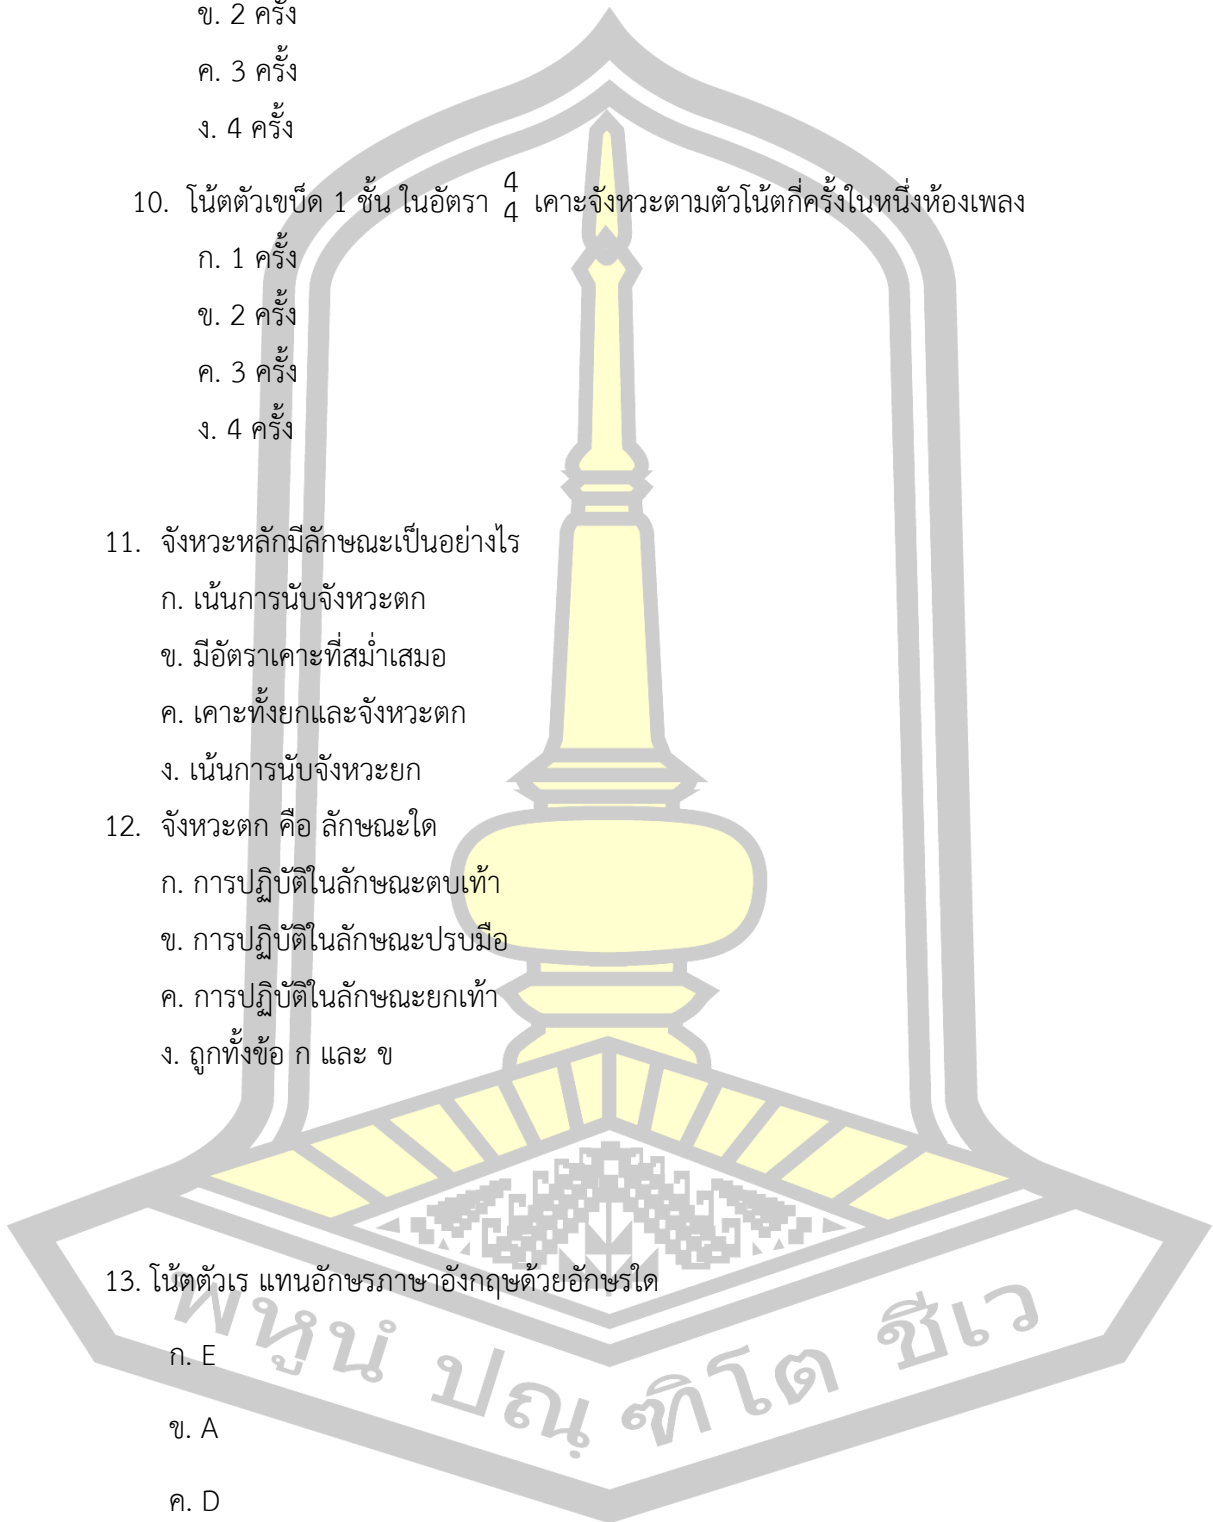 ข. 2 ครั้ง
ค. 3 ครั้ง
ง. 4 ครั้ง
10. โน้ตตัวเขบ็ด 1 ชั้น ในอัตรา 4/4 เคาะจังหวะตามตัวโน้ตกี่ครั้งในหนึ่งห้องเพลง
ก. 1 ครั้ง
ข. 2 ครั้ง
ค. 3 ครั้ง
ง. 4 ครั้ง
11. จังหวะหลักมีลักษณะเป็นอย่างไร
ก. เน้นการนับจังหวะตก
ข. มีอัตราเคาะที่สม่ำเสมอ
ค. เคาะทั้งยกและจังหวะตก
ง. เน้นการนับจังหวะยก
12. จังหวะตก คือ ลักษณะใด
ก. การปฏิบัติในลักษณะตบเท้า
ข. การปฏิบัติในลักษณะปรบมือ
ค. การปฏิบัติในลักษณะยกเท้า
ง. ถูกทั้งข้อ ก และ ข
13. โน้ตตัวเร แทนอักษรภาษาอังกฤษด้วยอักษรใด
ก. E
ข. A
ค. D
พหูนํ ปณฺ ฑิโต ชีเว